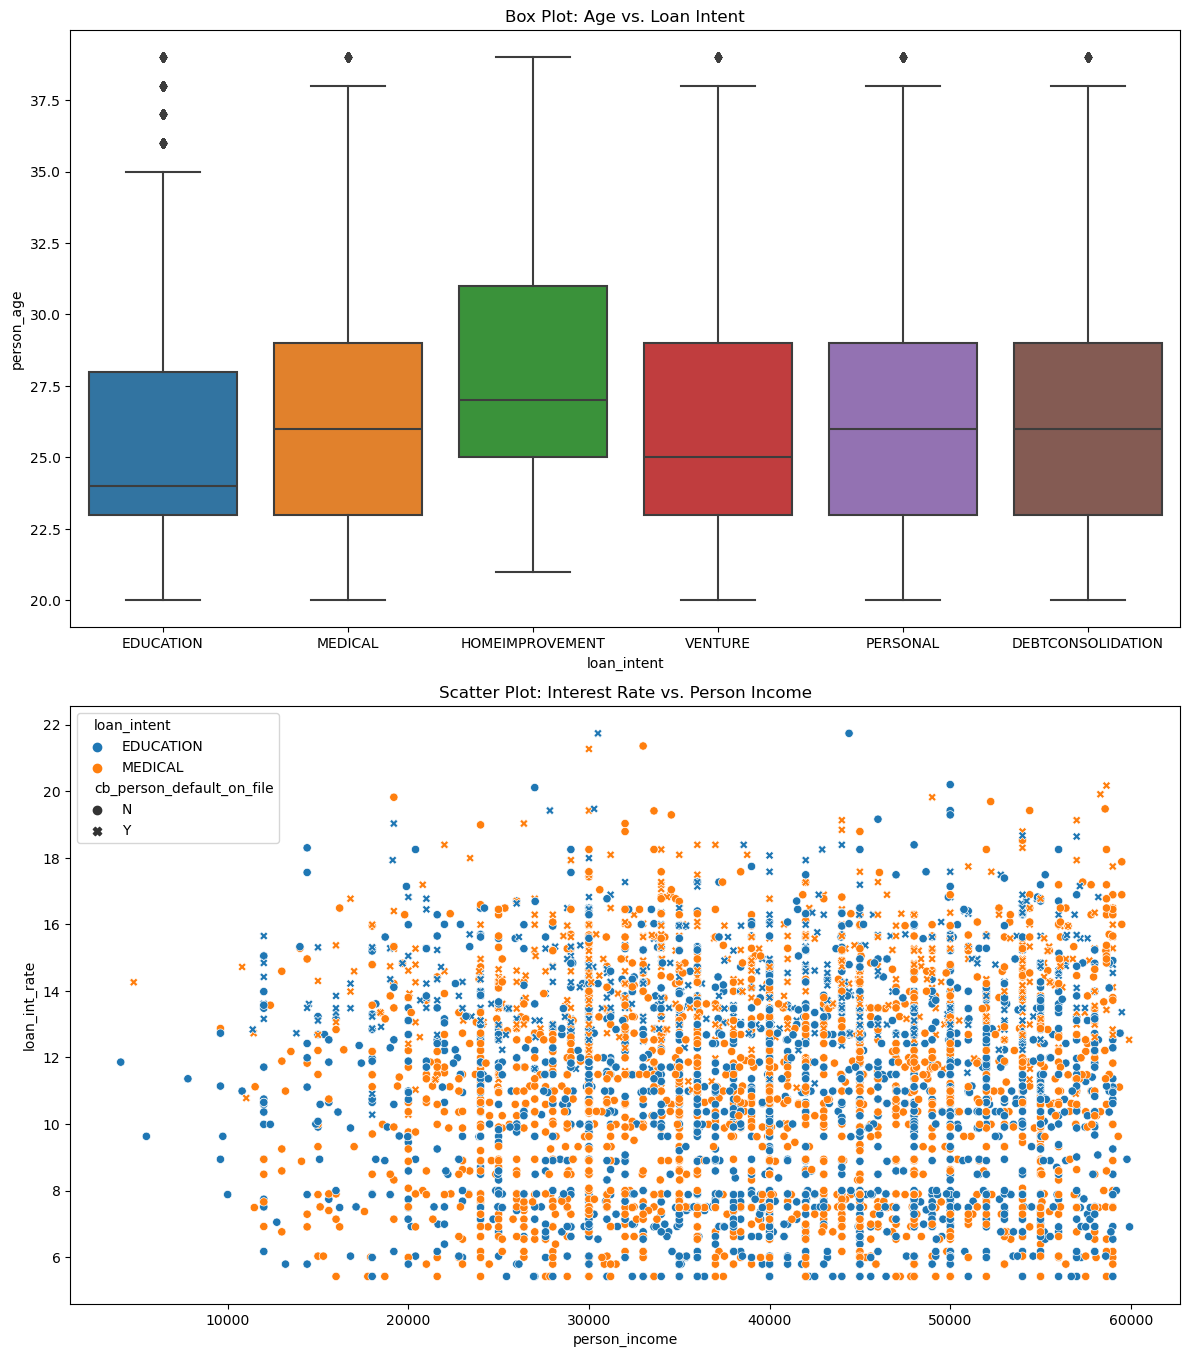 Box Plot: Age vs. Loan Intent
person_age
37.5
35.0
32.5
30.0
27.5
25.0
22.5
20.0
EDUCATION MEDICAL HOMEIMPROVEMENT VENTURE PERSONAL DEBTCONSOLIDATION
loan_intent
Scatter Plot: Interest Rate vs. Person Income
loan_intent
EDUCATION
MEDICAL
cb_person_default_on_file
N
Y
loan_int_rate
22
20
18
16
14
12
10
8
6
10000 20000 30000 40000 50000 60000
person_income